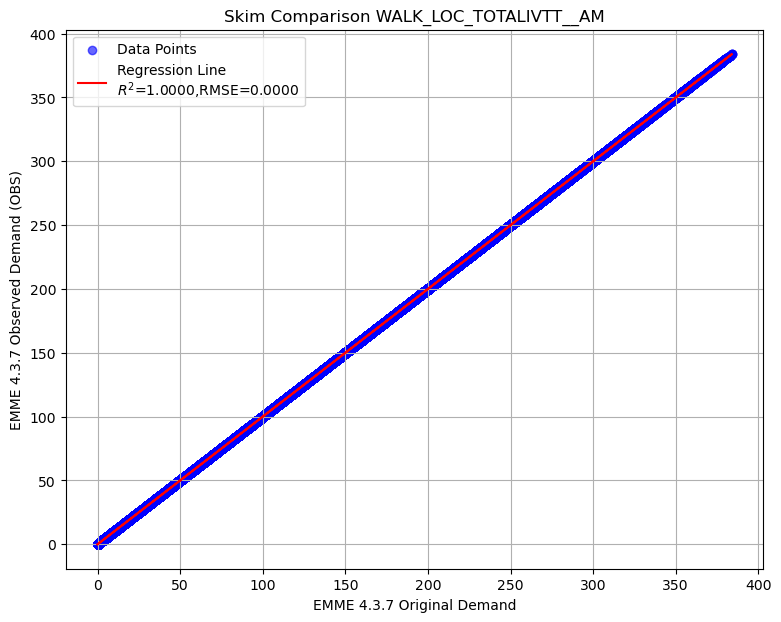 Skim Comparison WALK_LOC_TOTALIVTT__AM
Data Points
Regression Line
R²=1.0000,RMSE=0.0000
400
350
300
250
200
150
100
50
0
EMME 4.3.7 Observed Demand (OBS)
0 50 100 150 200 250 300 350 400
EMME 4.3.7 Original Demand